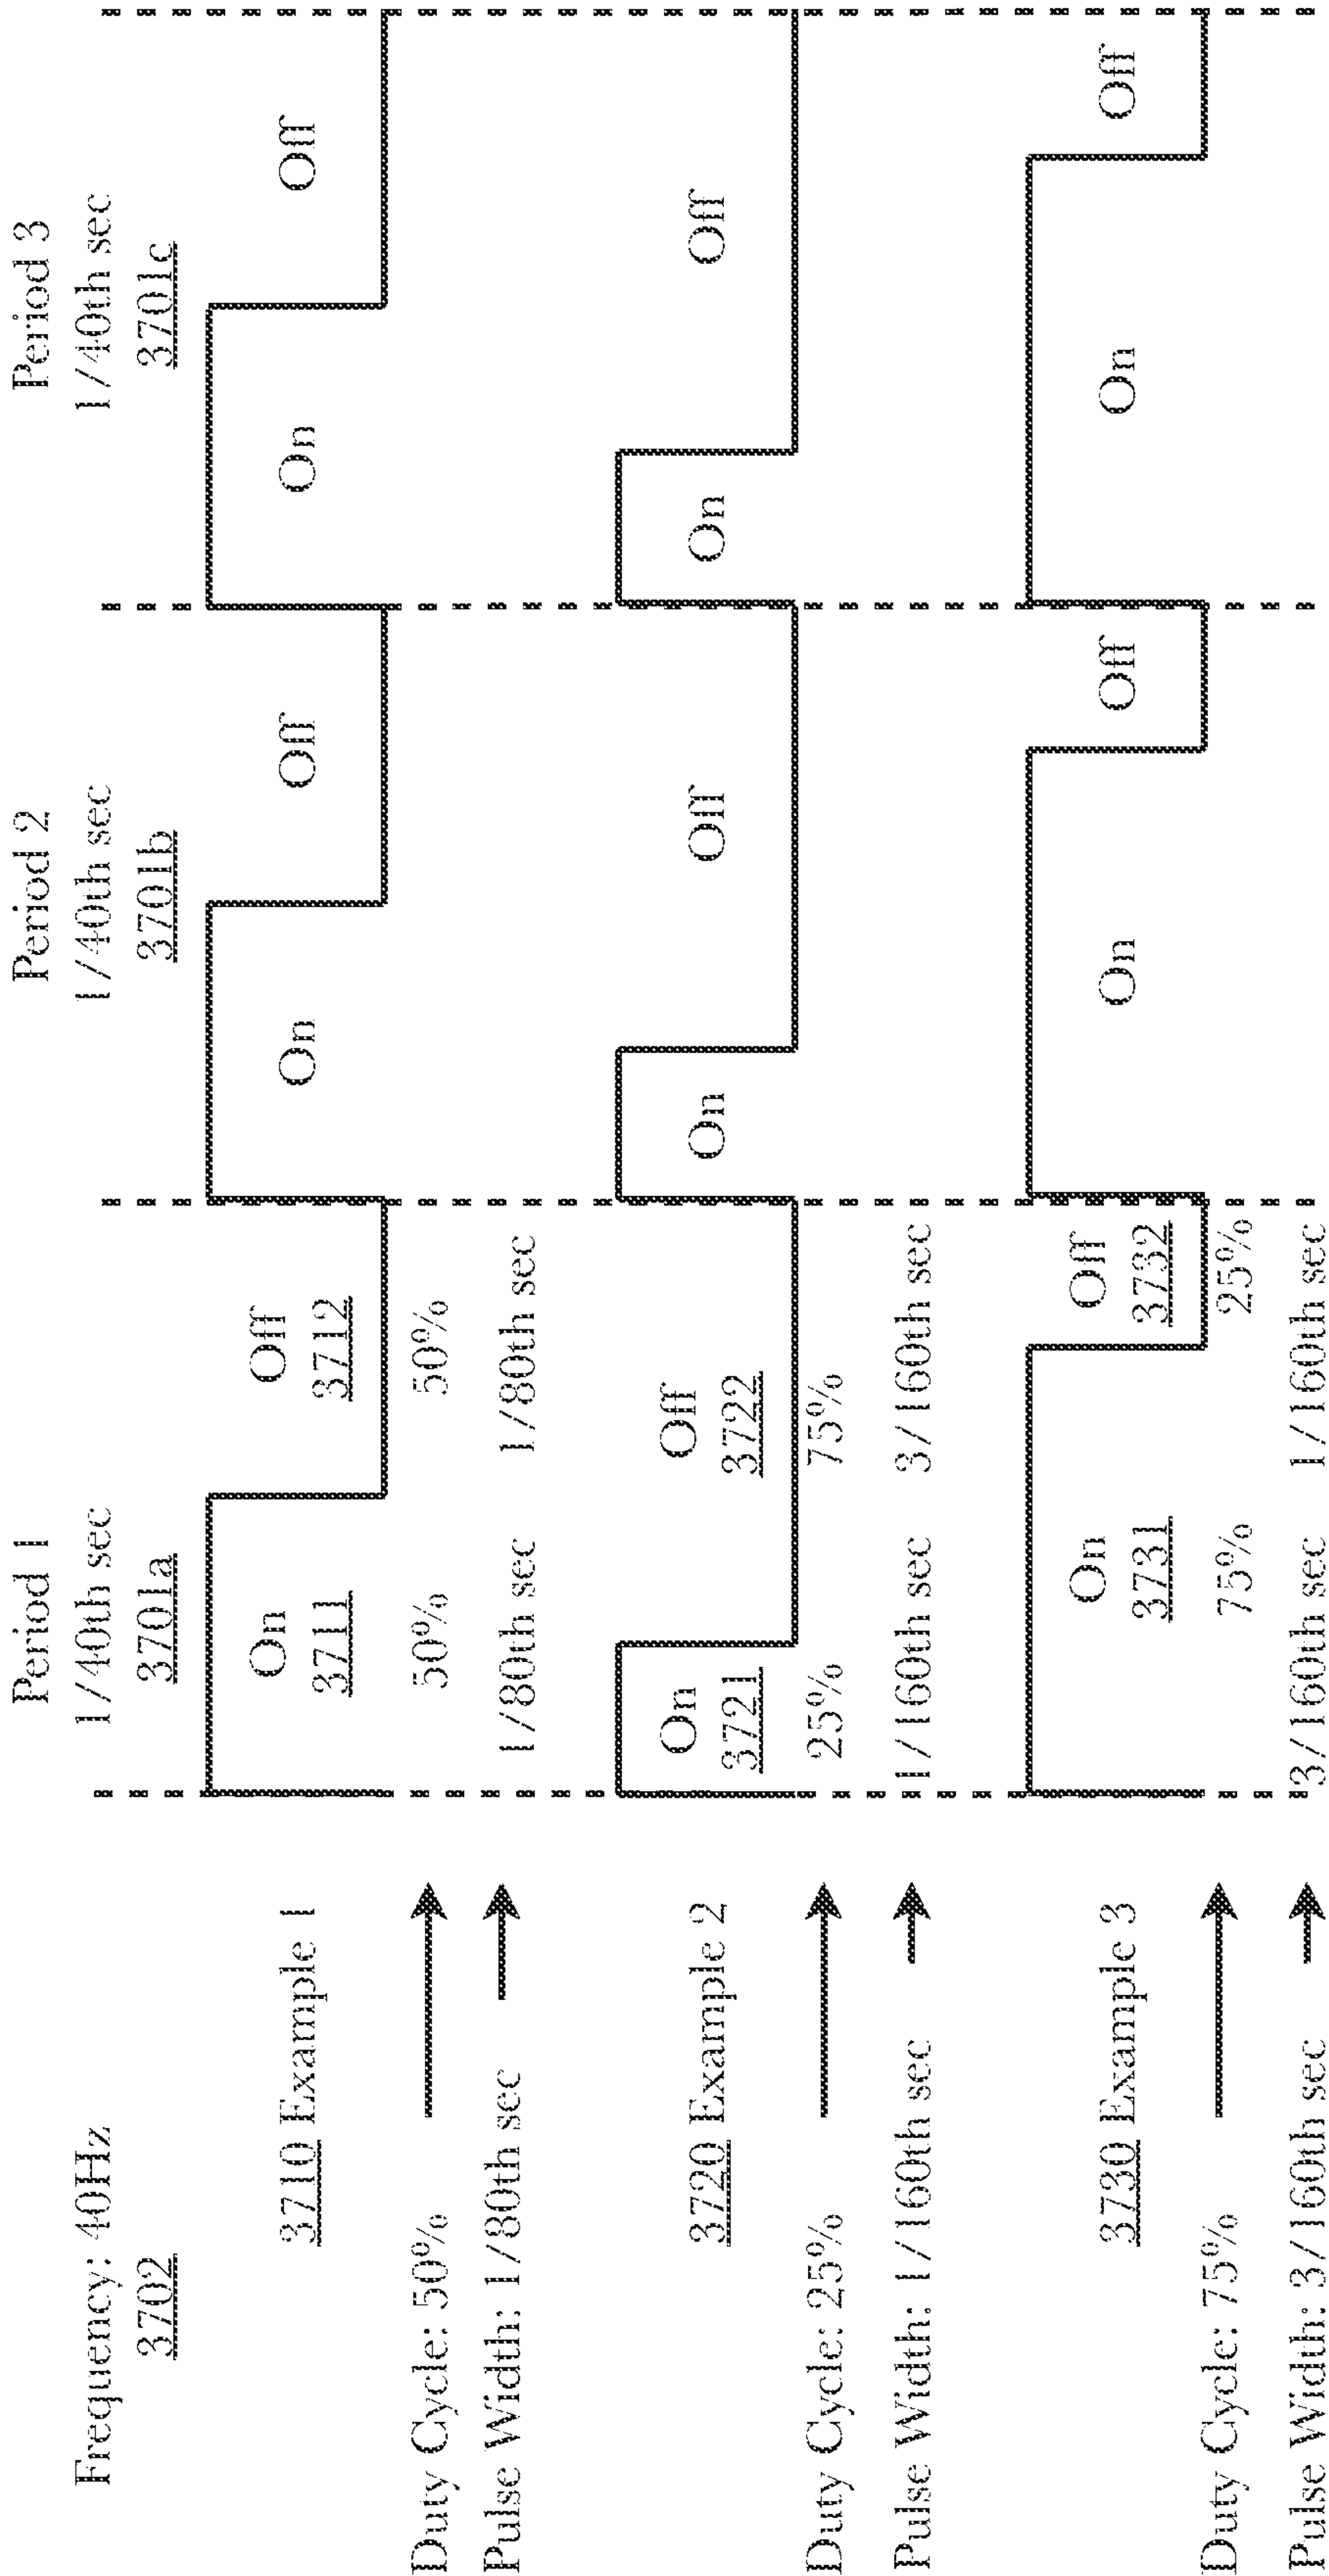 Period 1
Period 2
Period 3
Frequency: 40Hz
1/40th sec
1/40th sec
1/40th sec
3702
3701a
3701b
3701c
3710 Example 1
On
Off
On
Off
On
Off
3711
3712
Duty Cycle: 50%
50%
50%
Pulse Width: 1/80th sec
1/80th sec
1/80th sec
3720 Example 2
On
Off
On
Off
On
Off
3721
3722
Duty Cycle: 25%
25%
75%
Pulse Width: 1/160th sec
1/160th sec
3/160th sec
3730 Example 3
On
Off
On
Off
On
Off
3731
3732
Duty Cycle: 75%
75%
25%
Pulse Width: 3/160th sec
3/160th sec
1/160th sec